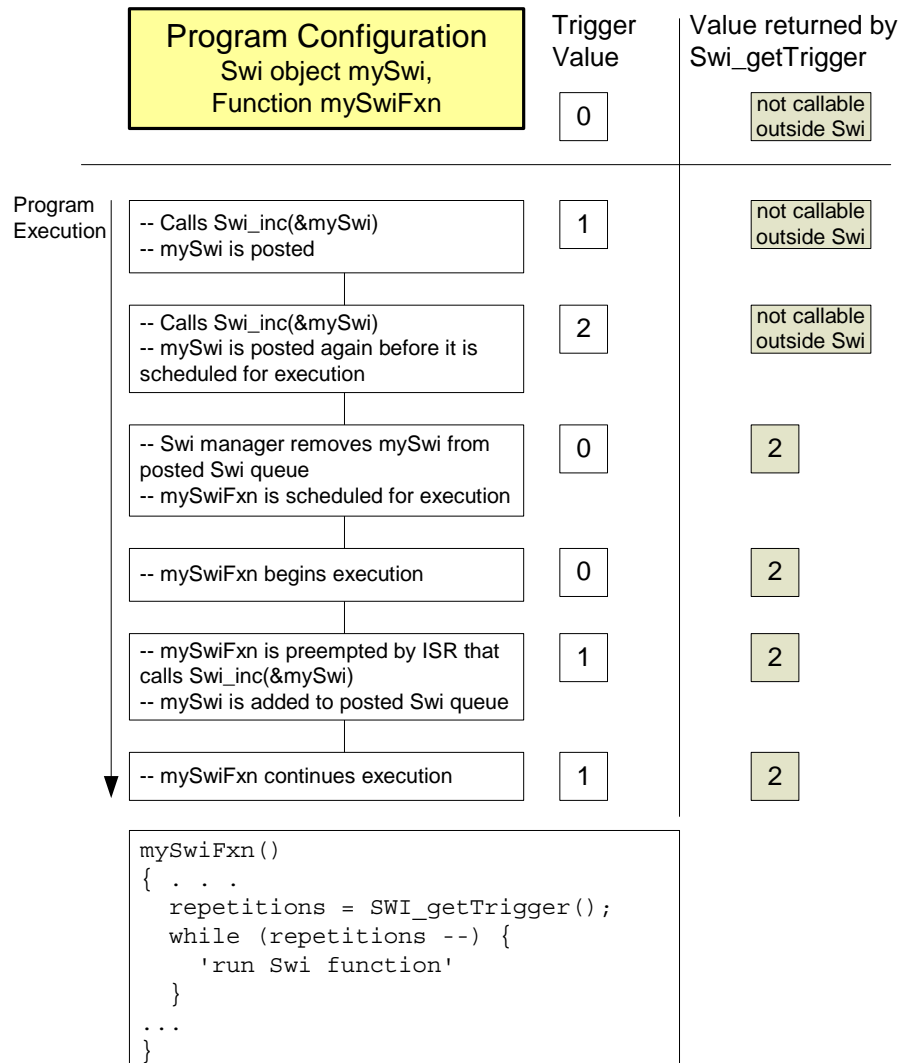 Program Configuration
Swi object mySwi,
Function mySwiFxn
Trigger
Value
Value returned by
Swi_getTrigger
0
not callable
outside Swi
Program
Execution
-- Calls Swi_inc(&mySwi)
-- mySwi is posted
1
not callable
outside Swi
-- Calls Swi_inc(&mySwi)
-- mySwi is posted again before it is
scheduled for execution
2
not callable
outside Swi
-- Swi manager removes mySwi from
posted Swi queue
-- mySwiFxn is scheduled for execution
0
2
-- mySwiFxn begins execution
0
2
-- mySwiFxn is preempted by ISR that
calls Swi_inc(&mySwi)
-- mySwi is added to posted Swi queue
1
2
-- mySwiFxn continues execution
1
2
mySwiFxn()
{ . . .
  repetitions = SWI_getTrigger();
  while (repetitions --) {
    'run Swi function'
  }
...
}